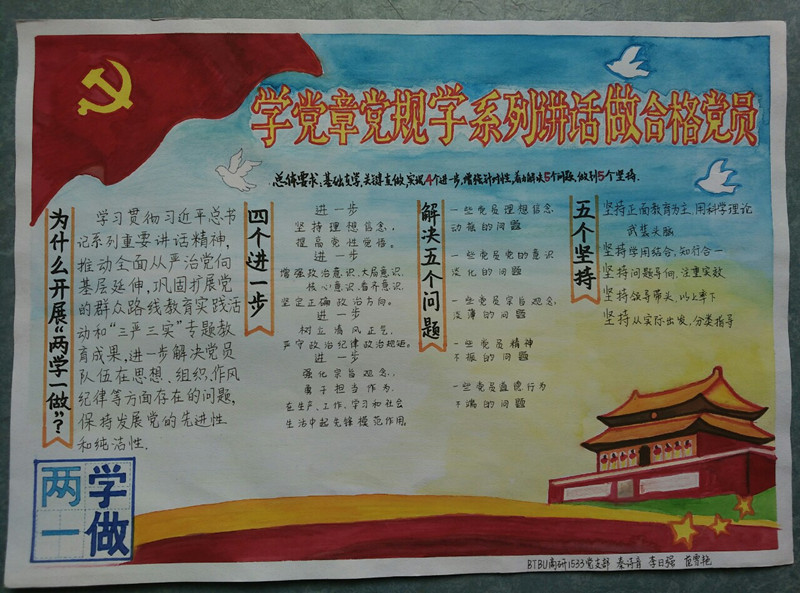 学党章党规学系列讲话做合格党员
总体要求:基础在学,关键在做,实现4个进一步,增强针对性,着力解决5个问题,做到5个坚持.
为什么开展“两学一做”?
学习贯彻习近平总书
记系列重要讲话精神,
推动全面从严治党向
基层延伸,巩固扩展党
的群众路线教育实践活
动和“三严三实”专题教
育成果,进一步解决党员
队伍在思想、组织、作风
纪律等方面存在的问题,
保持发展党的先进性
和纯洁性.
四个进一步
进一步
坚持理想信念,
提高党性觉悟。
进一步
增强政治意识、大局意识、
核心意识、看齐意识,
坚定正确政治方向。
进一步
树立清风正气,
严守政治纪律政治规矩。
进一步
强化宗旨观念,
勇于担当作为,
在生产、工作、学习和社会
生活中起先锋模范作用.
解决五个问题
一些党员理想信念
动摇的问题
一些党员党的意识
淡化的问题
一些党员宗旨观念
淡薄的问题
一些党员精神
不振的问题
一些党员道德行为
不端的问题
五个坚持
坚持正面教育为主,用科学理论
武装头脑
坚持学用结合,知行合一
坚持问题导向,注重实效
坚持领导带头,以上率下
坚持从实际出发,分类指导
两学
一做
BTBU商研1533党支部 李日强